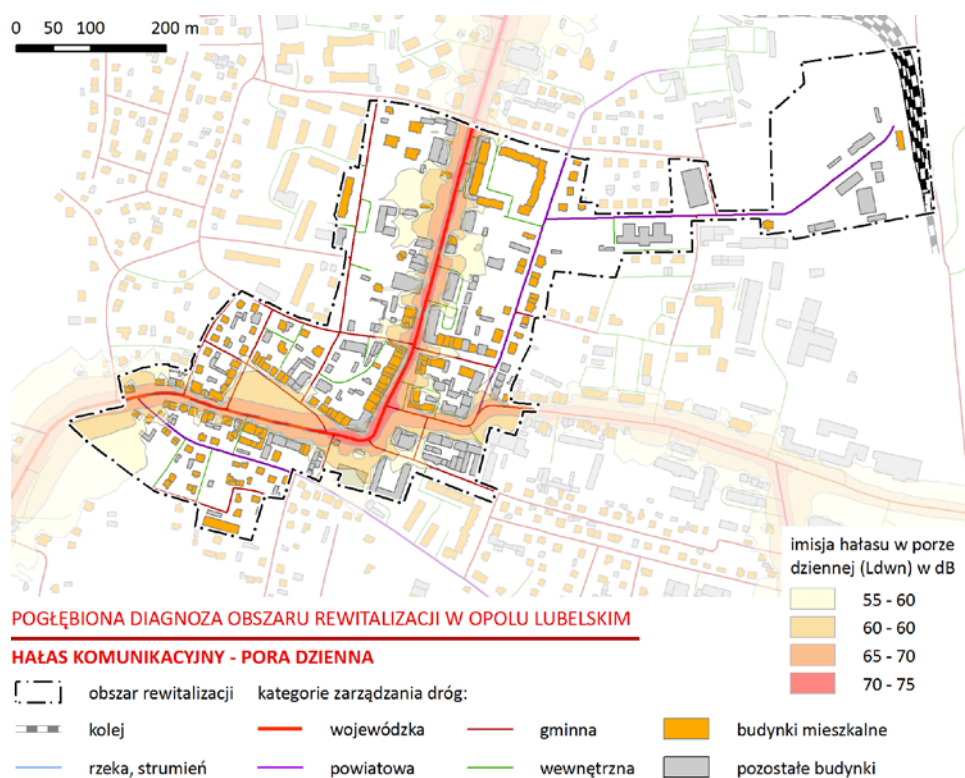 0 50 100 200 m
imisja hałasu w porze
dziennej (Ldwn) w dB
55 - 60
60 - 60
65 - 70
70 - 75
POGŁĘBIONA DIAGNOZA OBSZARU REWITALIZACJI W OPOLU LUBELSKIM
HAŁAS KOMUNIKACYJNY - PORA DZIENNA
obszar rewitalizacji kategorie zarządzania dróg:
kolej wojewódzka gminna budynki mieszkalne
rzeka, strumień powiatowa wewnętrzna pozostałe budynki